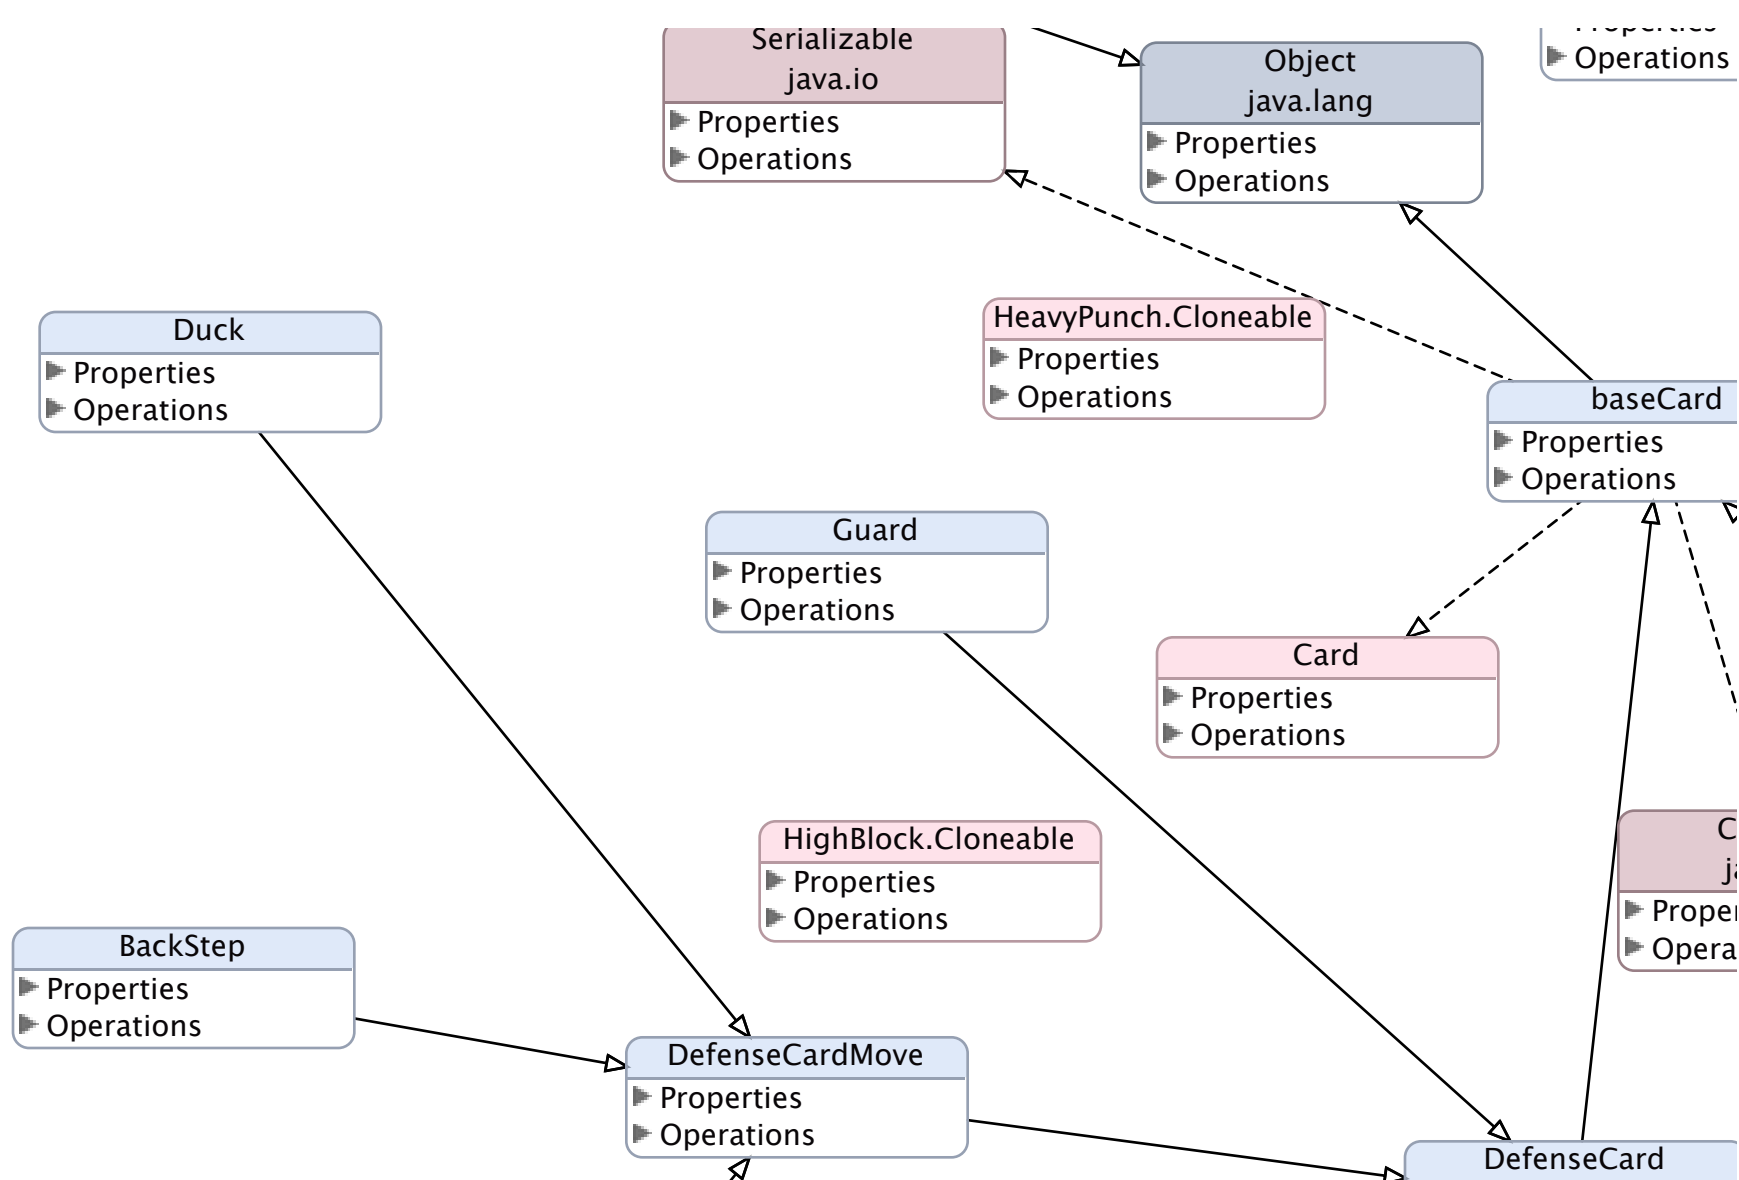 Serializable
java.io
Properties
Operations
Object
java.lang
Properties
Operations
Properties
Operations
HeavyPunch.Cloneable
Properties
Operations
Duck
Properties
Operations
baseCard
Properties
Operations
Guard
Properties
Operations
Card
Properties
Operations
HighBlock.Cloneable
Properties
Operations
BackStep
Properties
Operations
DefenseCardMove
Properties
Operations
DefenseCard